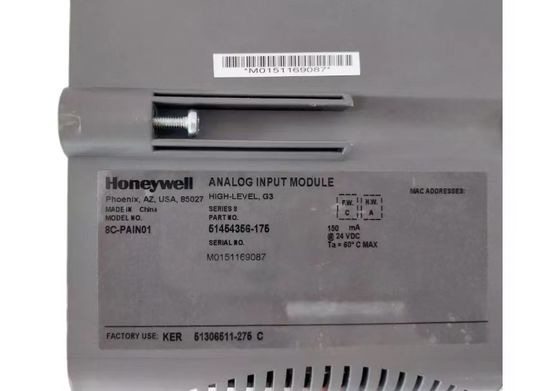 *M0151169087*
Honeywell ANALOG INPUT MODULE
Phoenix, AZ, USA, 85027 HIGH-LEVEL, G3
Made in China SERIES 8
MODEL NO. PART NO.
8C-PAIN01 51454356-175
SERIAL NO.
M0151169087
F.W. H.W.
C A
150 mA
@ 24 VDC
Ta = 60° C MAX
MAC ADDRESSES:
FACTORY USE: KER 51306511-275 C